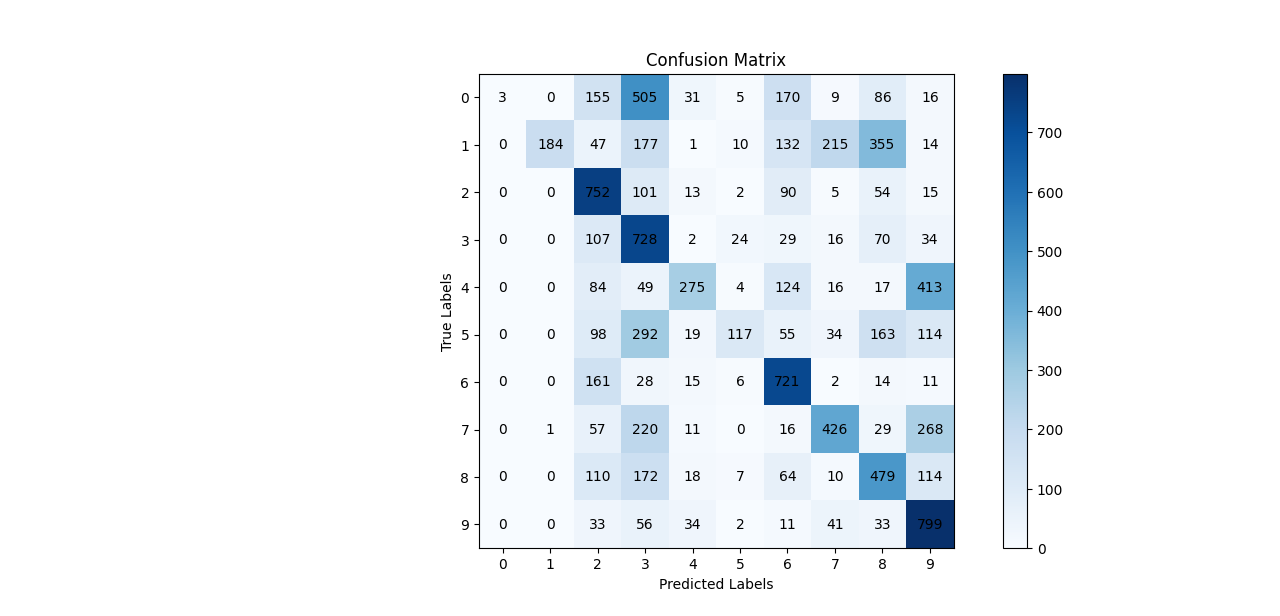 Confusion Matrix
0 3 0 155 505 31 5 170 9 86 16
1 0 184 47 177 1 10 132 215 355 14
2 0 0 752 101 13 2 90 5 54 15
3 0 0 107 728 2 24 29 16 70 34
4 0 0 84 49 275 4 124 16 17 413
5 0 0 98 292 19 117 55 34 163 114
6 0 0 161 28 15 6 721 2 14 11
7 0 1 57 220 11 0 16 426 29 268
8 0 0 110 172 18 7 64 10 479 114
9 0 0 33 56 34 2 11 41 33 799
0 1 2 3 4 5 6 7 8 9
Predicted Labels
True Labels
700
600
500
400
300
200
100
0